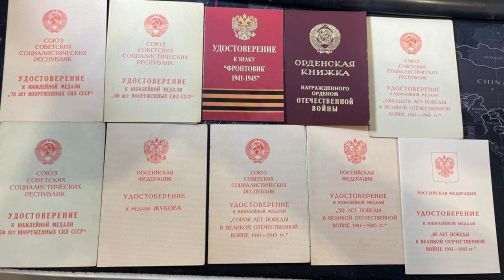 СОЮЗ
СОВЕТСКИХ
СОЦИАЛИСТИЧЕСКИХ
РЕСПУБЛИК
УДОСТОВЕРЕНИЕ
К ЮБИЛЕЙНОЙ МЕДАЛИ
„70 ЛЕТ ВООРУЖЕННЫХ СИЛ СССР"
СОЮЗ
СОВЕТСКИХ
СОЦИАЛИСТИЧЕСКИХ
РЕСПУБЛИК
УДОСТОВЕРЕНИЕ
К ЮБИЛЕЙНОЙ МЕДАЛИ
ЛЕТ ВООРУЖЕННЫХ СИЛ СССР"
УДОСТОВЕРЕНИЕ
К ЗНАКУ
"ФРОНТОВИК
1941-1945"
ОРДЕНСКАЯ
КНИЖКА
НАГРАЖДЕННОГО
ОРДЕНОМ
ОТЕЧЕСТВЕННОЙ
ВОЙНЫ
СОЮЗ
СОВЕТСКИХ
СОЦИАЛИСТИЧЕСКИХ
РЕСПУБЛИК
УДОСТОВЕРЕНИЕ
К ЮБИЛЕЙНОЙ МЕДАЛИ
„ДВАДЦАТЬ ЛЕТ ПОБЕДЫ
В ВЕЛИКОЙ ОТЕЧЕСТВЕННОЙ
ВОЙНЕ 1941—1945 гг."
CHINA
СОЮЗ
СОВЕТСКИХ
СОЦИАЛИСТИЧЕСКИХ
РЕСПУБЛИК
УДОСТОВЕРЕНИЕ
К ЮБИЛЕЙНОЙ МЕДАЛИ
ЛЕТ ВООРУЖЕННЫХ СИЛ СССР"
РОССИЙСКАЯ
ФЕДЕРАЦИЯ
УДОСТОВЕРЕНИЕ
К МЕДАЛИ ЖУКОВА
СОЮЗ
СОВЕТСКИХ
СОЦИАЛИСТИЧЕСКИХ
РЕСПУБЛИК
УДОСТОВЕРЕНИЕ
К ЮБИЛЕЙНОЙ МЕДАЛИ
„СОРОК ЛЕТ ПОБЕДЫ
В ВЕЛИКОЙ ОТЕЧЕСТВЕННОЙ
ВОЙНЕ 1941—1945 гг."
РОССИЙСКАЯ
ФЕДЕРАЦИЯ
УДОСТОВЕРЕНИЕ
К ЮБИЛЕЙНОЙ МЕДАЛИ
„50 ЛЕТ ПОБЕДЫ
В ВЕЛИКОЙ ОТЕЧЕСТВЕННОЙ
ВОЙНЕ 1941—1945 гг."
РОССИЙСКАЯ ФЕДЕРАЦИЯ
УДОСТОВЕРЕНИЕ
К ЮБИЛЕЙНОЙ МЕДАЛИ
ЛЕТ ПОБЕДЫ
В ВЕЛИКОЙ ОТЕЧЕСТВЕННОЙ
ВОЙНЕ 1941—1945 гг."